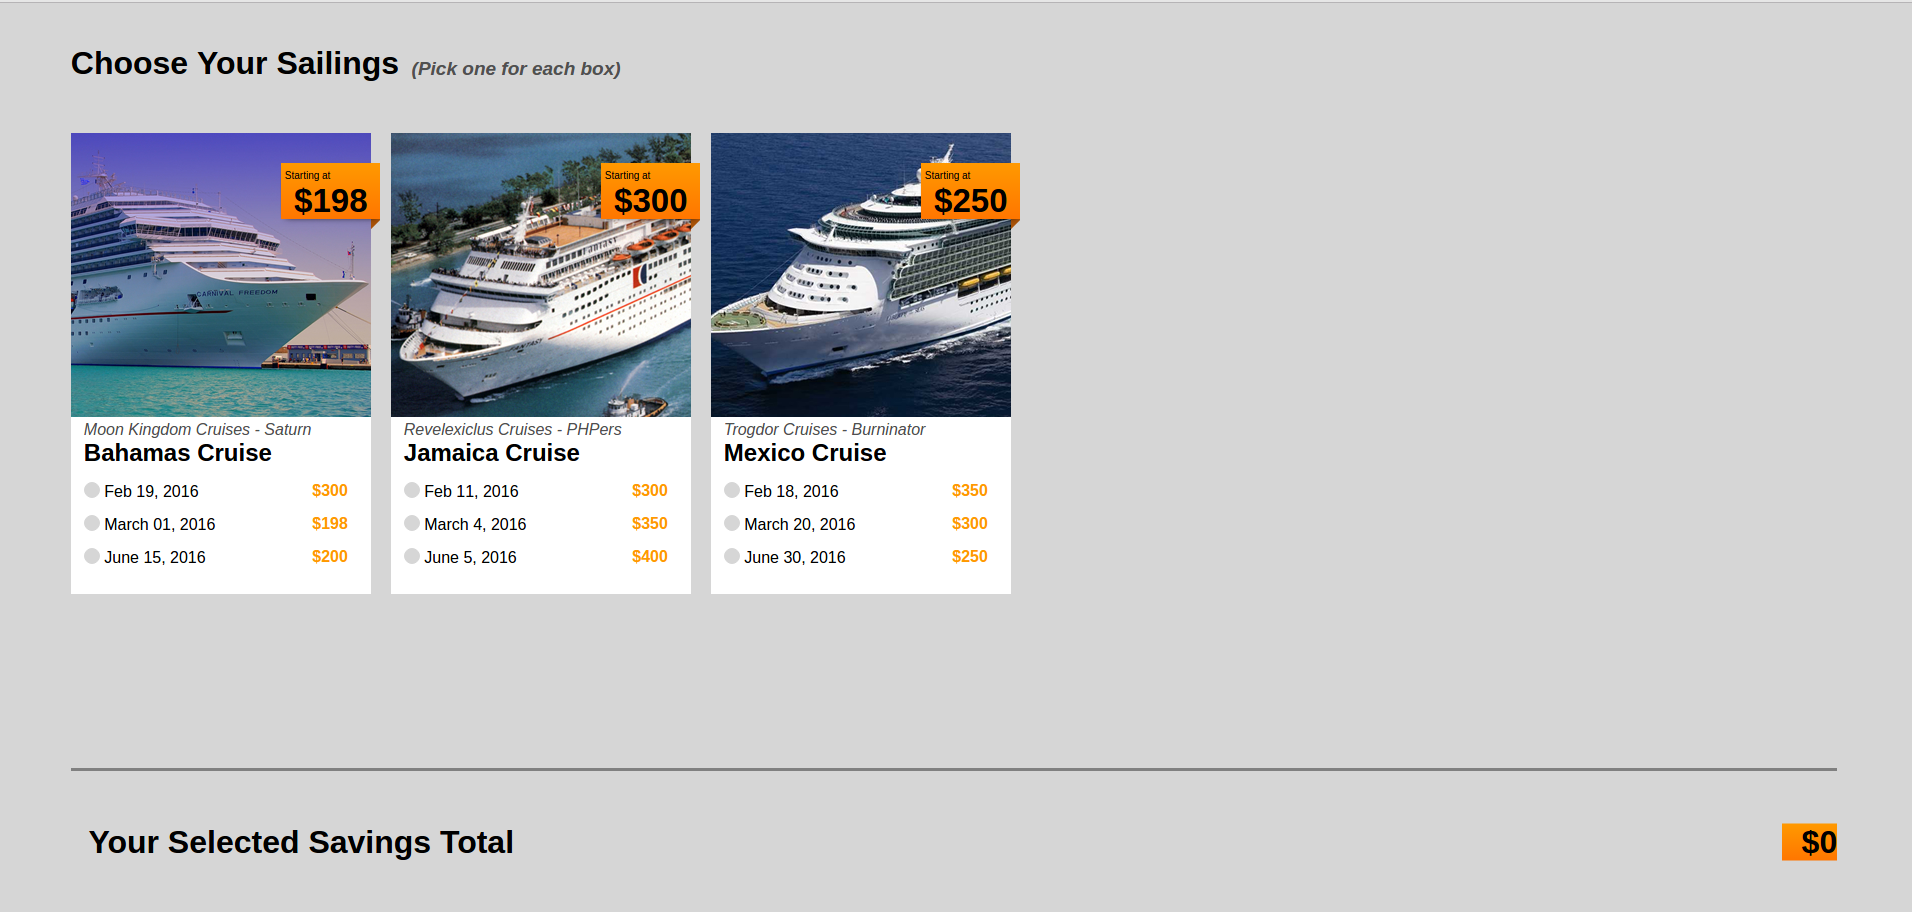 Choose Your Sailings (Pick one for each box)
Starting at
$198
CARNIVAL FREEDOM
Moon Kingdom Cruises - Saturn
Bahamas Cruise
Feb 19, 2016 $300
March 01, 2016 $198
June 15, 2016 $200
Starting at
$300
FANTASY
Revelexiclus Cruises - PHPers
Jamaica Cruise
Feb 11, 2016 $300
March 4, 2016 $350
June 5, 2016 $400
Starting at
$250
Trogdor Cruises - Burninator
Mexico Cruise
Feb 18, 2016 $350
March 20, 2016 $300
June 30, 2016 $250
Your Selected Savings Total $0